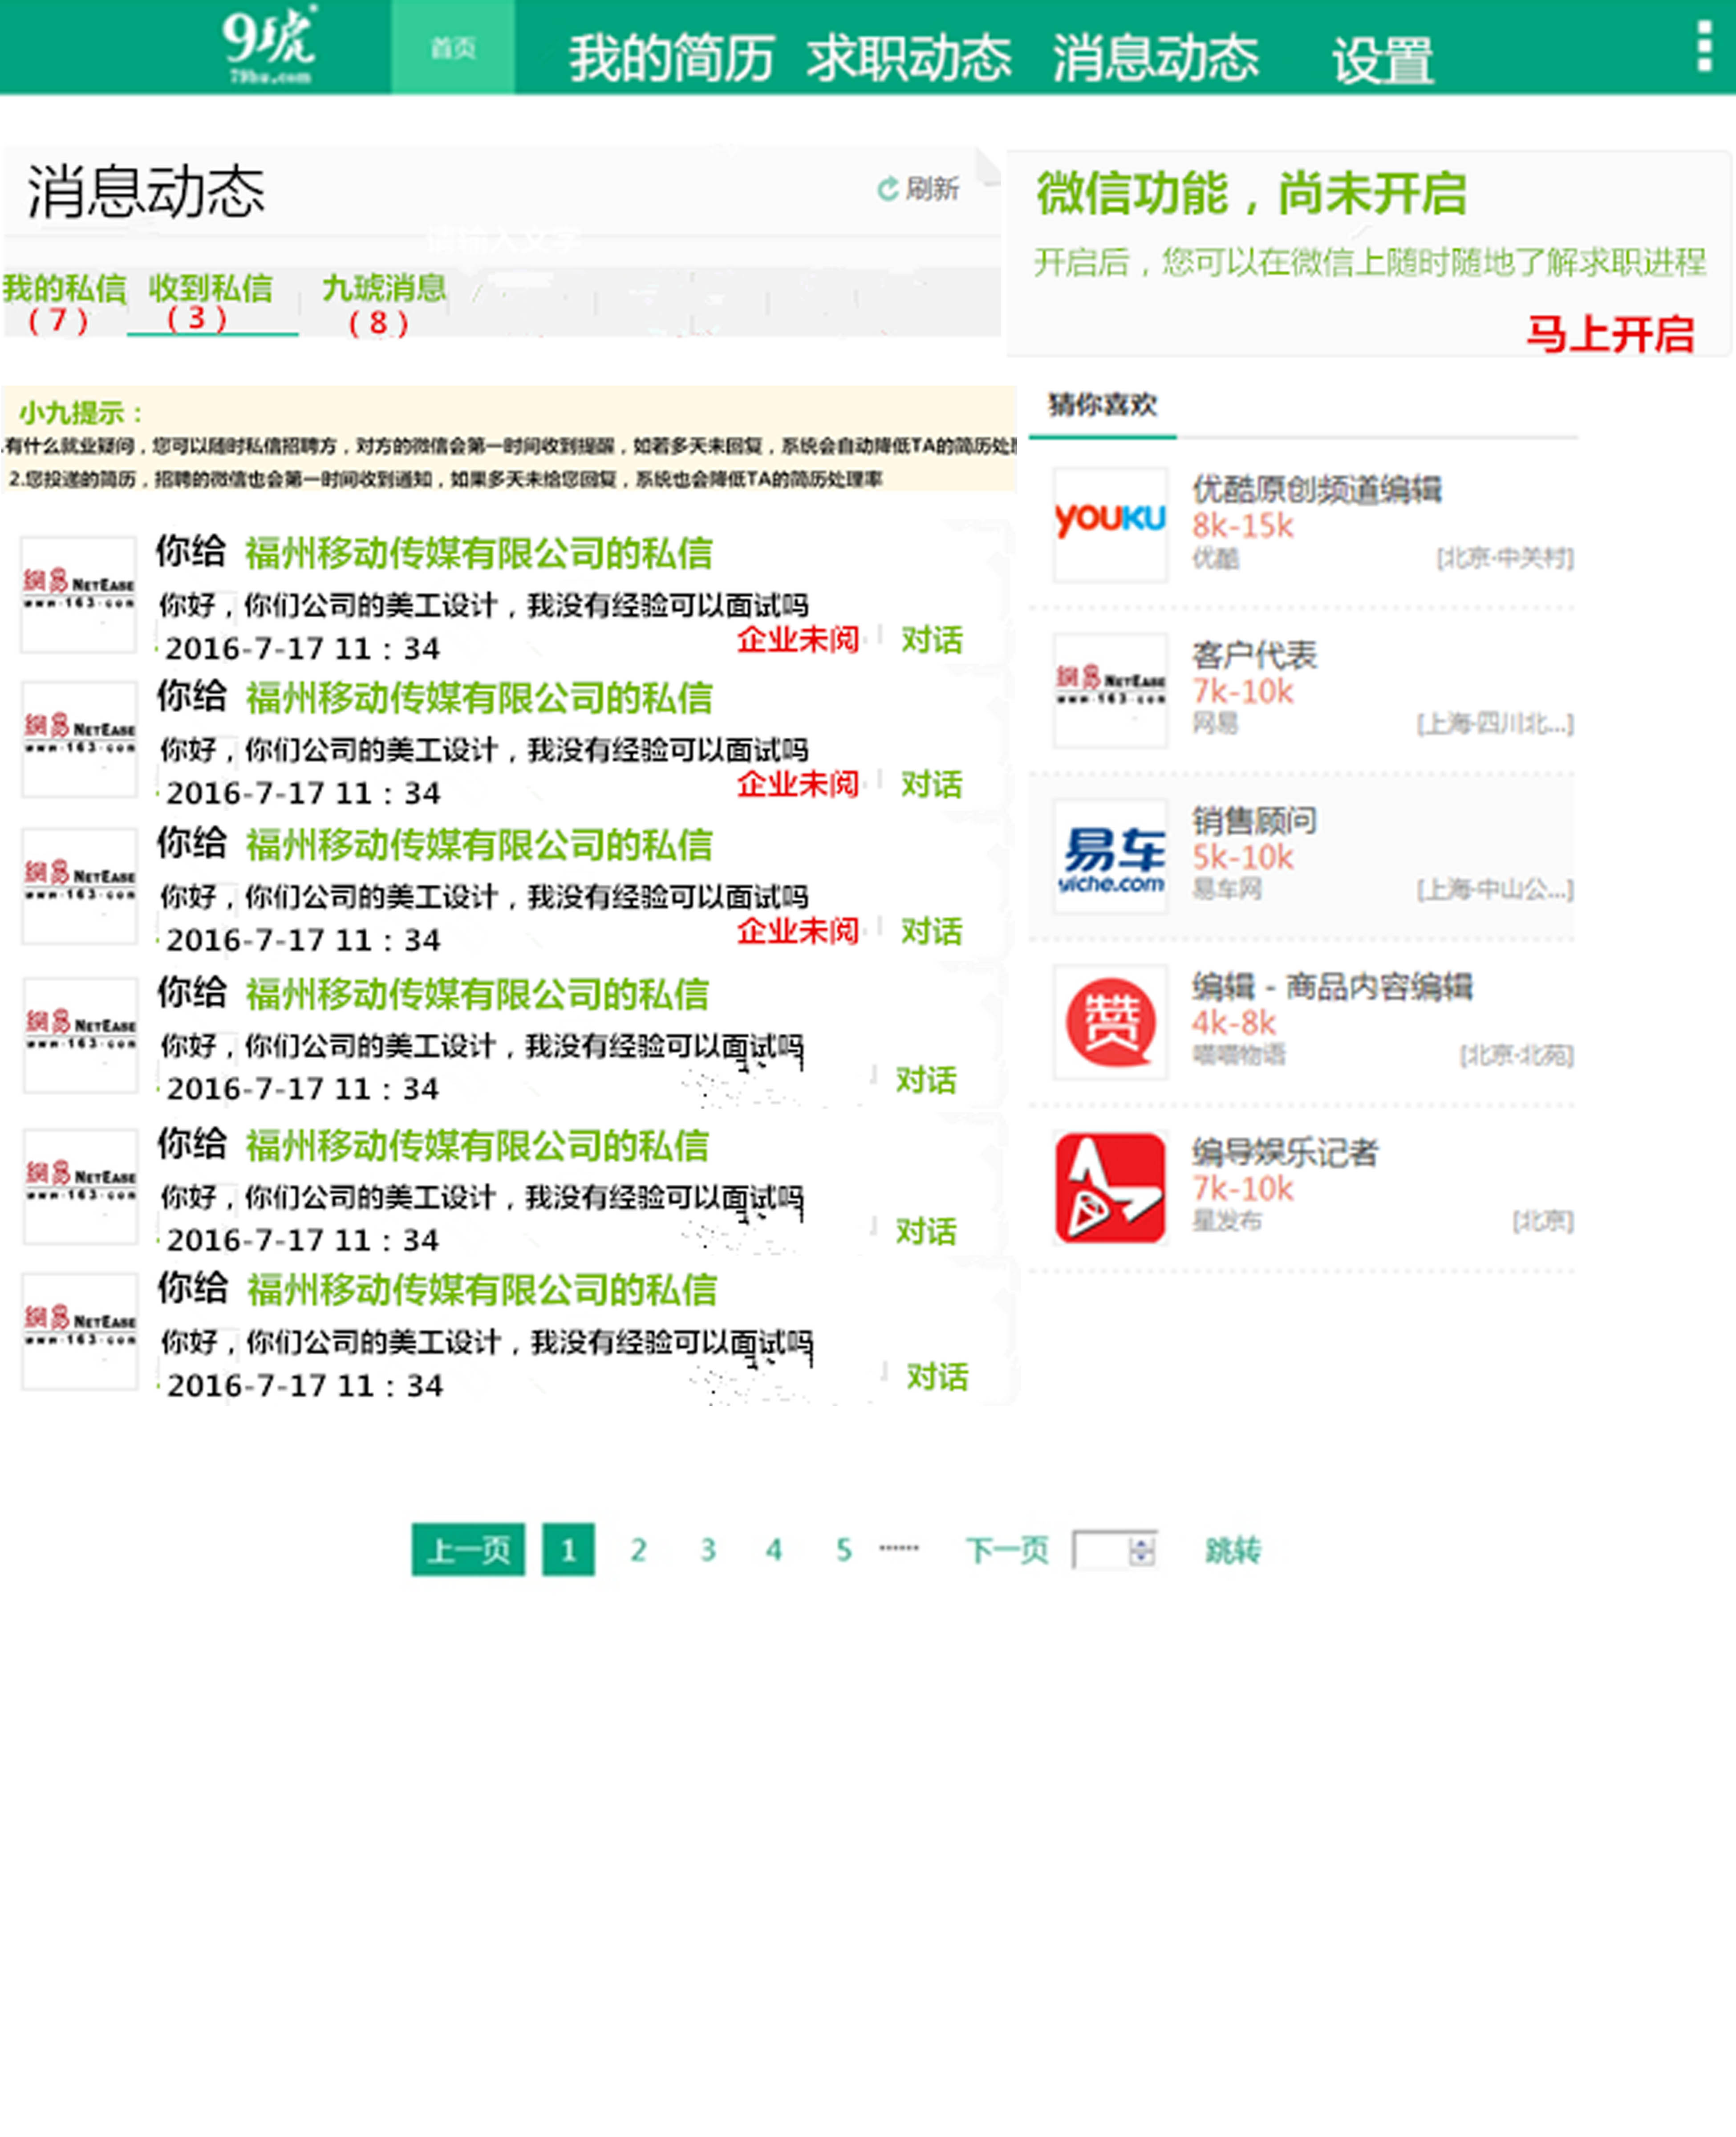 9琥
79hu.com
首页
我的简历 求职动态 消息动态 设置
消息动态
刷新
请输入文字
我的私信 收到私信 九琥消息
（7） （3） （8）
微信功能，尚未开启
开启后，您可以在微信上随时随地了解求职进程
马上开启
小九提示：
.有什么就业疑问，您可以随时私信招聘方，对方的微信会第一时间收到提醒，如若多天未回复，系统会自动降低TA的简历处
2.您投递的简历，招聘的微信也会第一时间收到通知，如果多天未给您回复，系统也会降低TA的简历处理率
網易 NETEASE
www.163.com
你给 福州移动传媒有限公司的私信
你好，你们公司的美工设计，我没有经验可以面试吗
2016-7-17 11：34
企业未阅 对话
網易 NETEASE
www.163.com
你给 福州移动传媒有限公司的私信
你好，你们公司的美工设计，我没有经验可以面试吗
2016-7-17 11：34
企业未阅 对话
網易 NETEASE
www.163.com
你给 福州移动传媒有限公司的私信
你好，你们公司的美工设计，我没有经验可以面试吗
2016-7-17 11：34
企业未阅 对话
網易 NETEASE
www.163.com
你给 福州移动传媒有限公司的私信
你好，你们公司的美工设计，我没有经验可以面试吗
2016-7-17 11：34
对话
網易 NETEASE
www.163.com
你给 福州移动传媒有限公司的私信
你好，你们公司的美工设计，我没有经验可以面试吗
2016-7-17 11：34
对话
網易 NETEASE
www.163.com
你给 福州移动传媒有限公司的私信
你好，你们公司的美工设计，我没有经验可以面试吗
2016-7-17 11：34
对话
猜你喜欢
YOUKU
优酷原创频道编辑
8k-15k
优酷 [北京·中关村]
網易 NETEASE
www.163.com
客户代表
7k-10k
网易 [上海·四川北...]
易车
yiche.com
销售顾问
5k-10k
易车网 [上海·中山公...]
赞
编辑 - 商品内容编辑
4k-8k
喵喵物语 [北京·北苑]
编导娱乐记者
7k-10k
星发布 [北京]
上一页 1 2 3 4 5 ...... 下一页 跳转